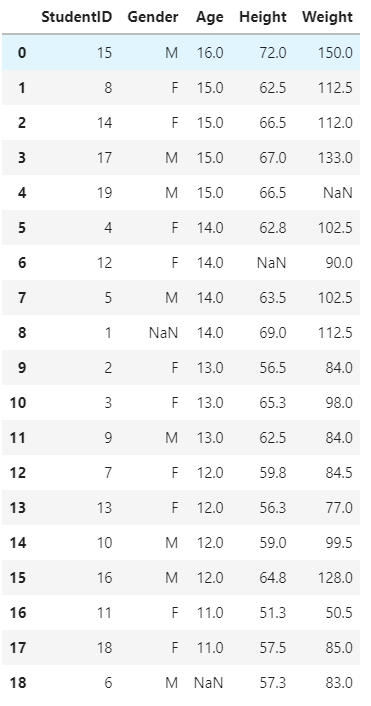 StudentID Gender Age Height Weight
0 15 M 16.0 72.0 150.0
1 8 F 15.0 62.5 112.5
2 14 F 15.0 66.5 112.0
3 17 M 15.0 67.0 133.0
4 19 M 15.0 66.5 NaN
5 4 F 14.0 62.8 102.5
6 12 F 14.0 NaN 90.0
7 5 M 14.0 63.5 102.5
8 1 NaN 14.0 69.0 112.5
9 2 F 13.0 56.5 84.0
10 3 F 13.0 65.3 98.0
11 9 M 13.0 62.5 84.0
12 7 F 12.0 59.8 84.5
13 13 F 12.0 56.3 77.0
14 10 M 12.0 59.0 99.5
15 16 M 12.0 64.8 128.0
16 11 F 11.0 51.3 50.5
17 18 F 11.0 57.5 85.0
18 6 M NaN 57.3 83.0